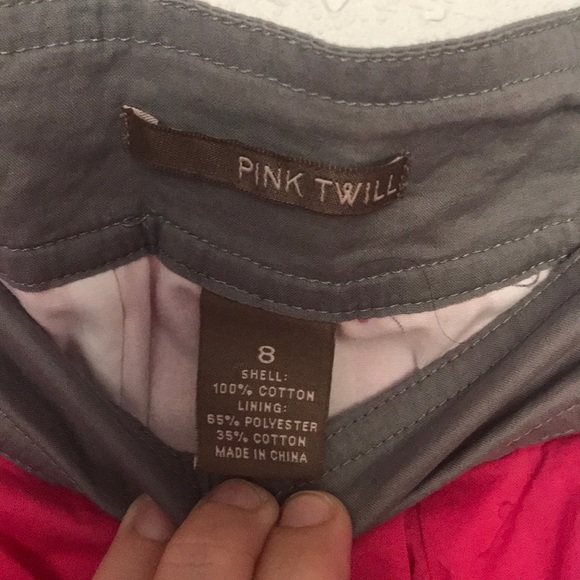 PINK TWILL
8
SHELL:
100% COTTON
LINING:
65% POLYESTER
35% COTTON
MADE IN CHINA